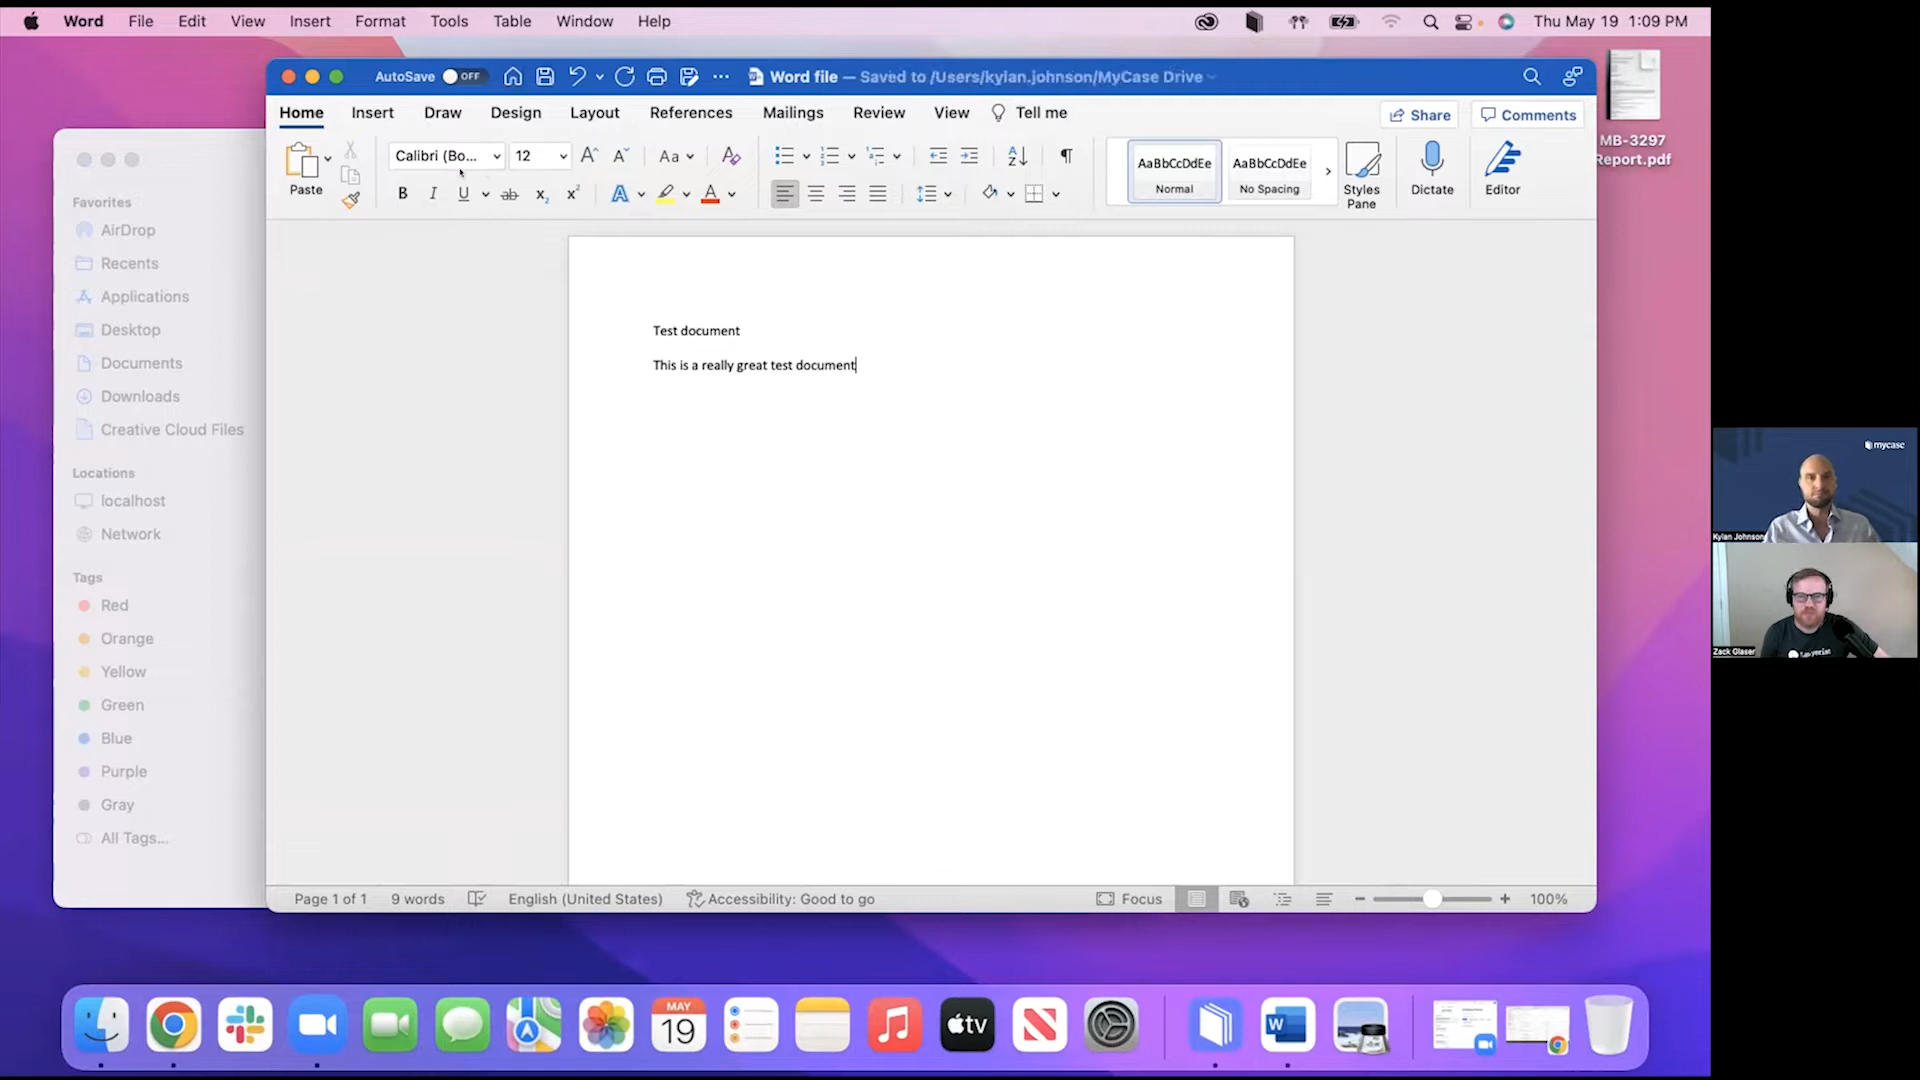 Word File Edit View Insert Format Tools Table Window Help Thu May 19 1:09 PM
AutoSave OFF Word file — Saved to /Users/kylan.johnson/MyCase Drive
Home Insert Draw Design Layout References Mailings Review View Tell me Share Comments
Paste
Calibri (Bo... 12
Aa
B I U ab x₂ x² A A
AaBbCcDdEe
Normal
AaBbCcDdEe
No Spacing
Styles
Pane
Dictate
Editor
MB-3297
Report.pdf
Favorites
AirDrop
Recents
Applications
Desktop
Documents
Downloads
Creative Cloud Files
Locations
localhost
Network
Tags
Red
Orange
Yellow
Green
Blue
Purple
Gray
All Tags...
Test document
This is a really great test document
Page 1 of 1 9 words English (United States) Accessibility: Good to go Focus 100%
mycase
Kylan Johnson
Zack Glaser
MAY
19
tv
W